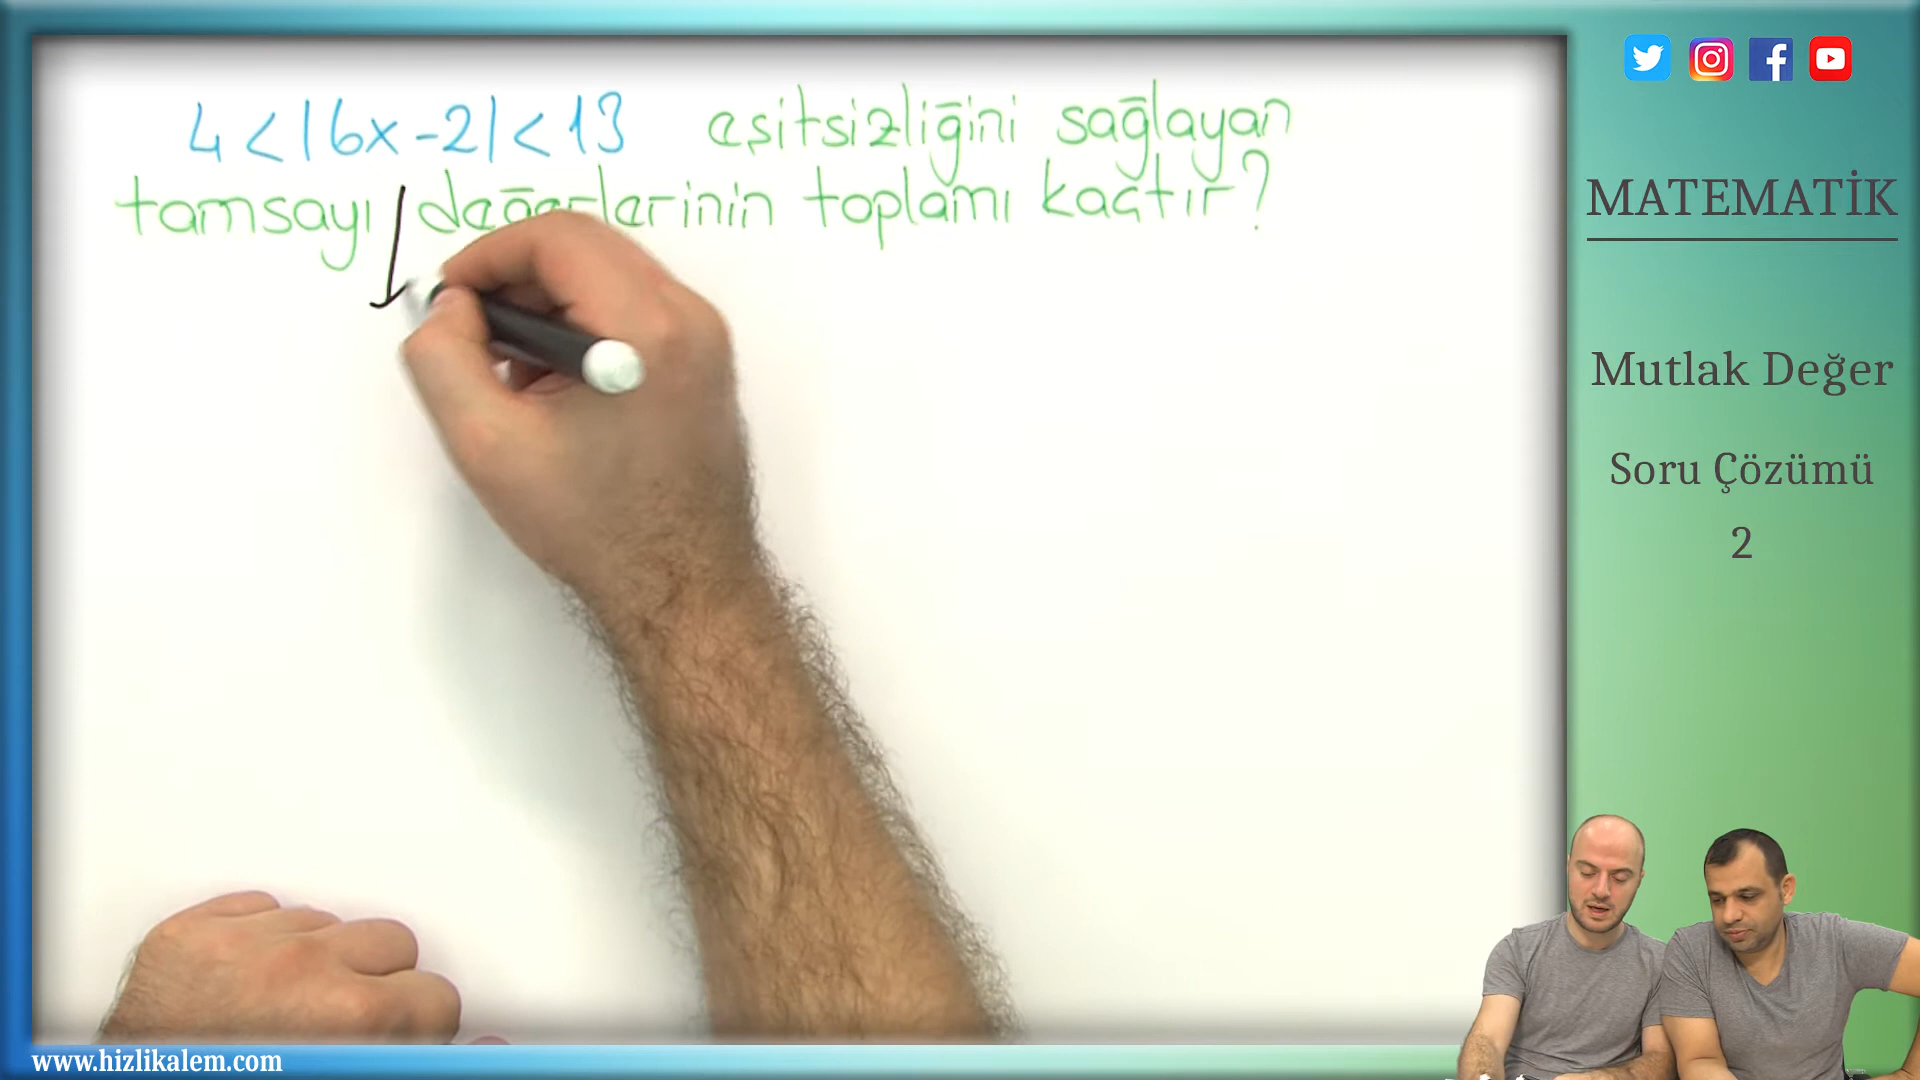 4 < |6x - 2| < 13 eşitsizliğini sağlayan
tamsayı değerlerinin toplamı kaçtır?
MATEMATİK
Mutlak Değer
Soru Çözümü
2
www.hizlikalem.com